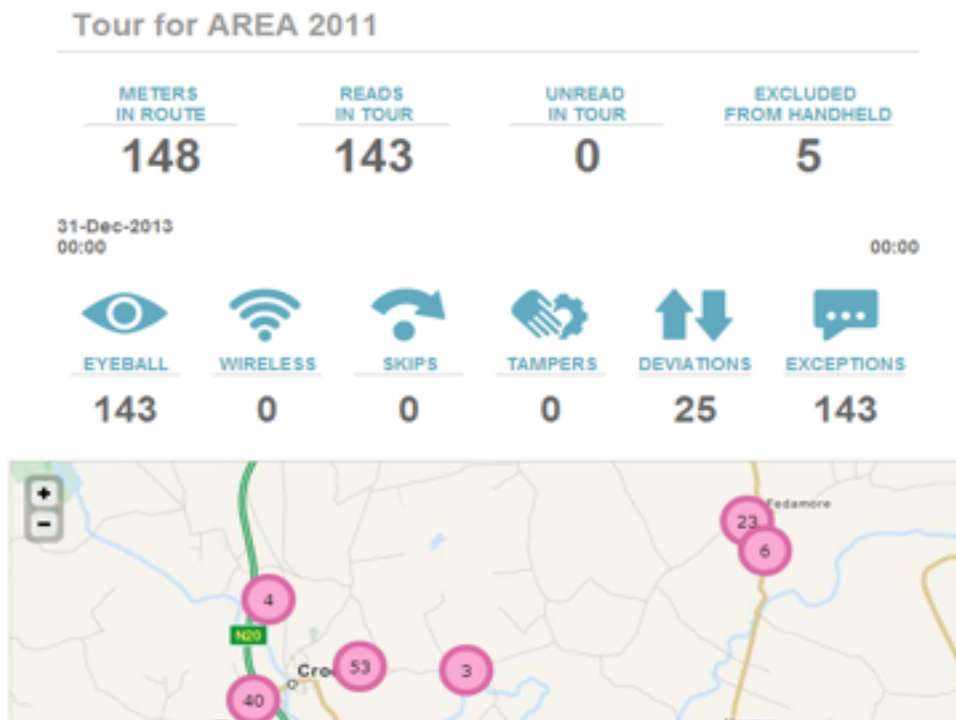 Tour for AREA 2011
METERS IN ROUTE
READS IN TOUR
UNREAD IN TOUR
EXCLUDED FROM HANDHELD
148
143
0
5
31-Dec-2013
00:00
00:00
EYEBALL
WIRELESS
SKIPS
TAMPERS
DEVIATIONS
EXCEPTIONS
143
0
0
0
25
143
+
-
Fedamore
23
6
4
N20
53
3
40